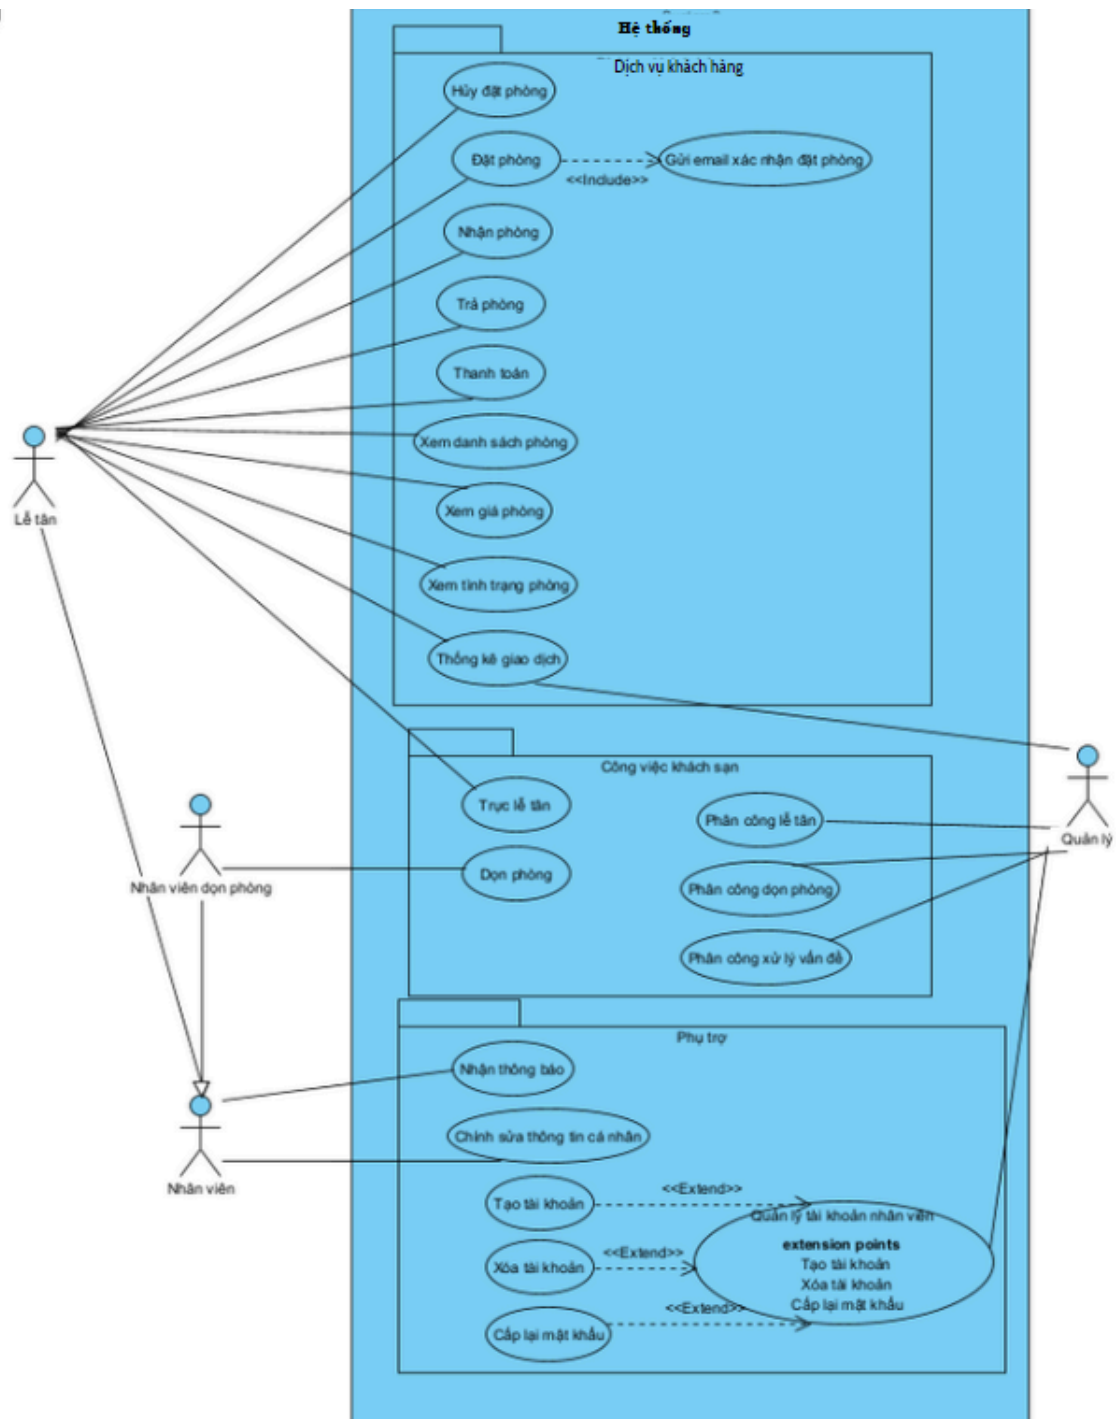 Hệ thống
Dịch vụ khách hàng
Hủy đặt phòng
Đặt phòng
<<Include>>
Gửi email xác nhận đặt phòng
Nhận phòng
Trả phòng
Thanh toán
Xem danh sách phòng
Xem giá phòng
Xem tình trạng phòng
Thống kê giao dịch
Lễ tân
Công việc khách sạn
Trực lễ tân
Dọn phòng
Phân công lễ tân
Phân công dọn phòng
Phân công xử lý vấn đề
Quản lý
Nhân viên dọn phòng
Phụ trợ
Nhận thông báo
Chỉnh sửa thông tin cá nhân
Nhân viên
Tạo tài khoản
<<Extend>>
Xóa tài khoản
<<Extend>>
Cấp lại mật khẩu
<<Extend>>
Quản lý tài khoản nhân viên
extension points
Tạo tài khoản
Xóa tài khoản
Cấp lại mật khẩu